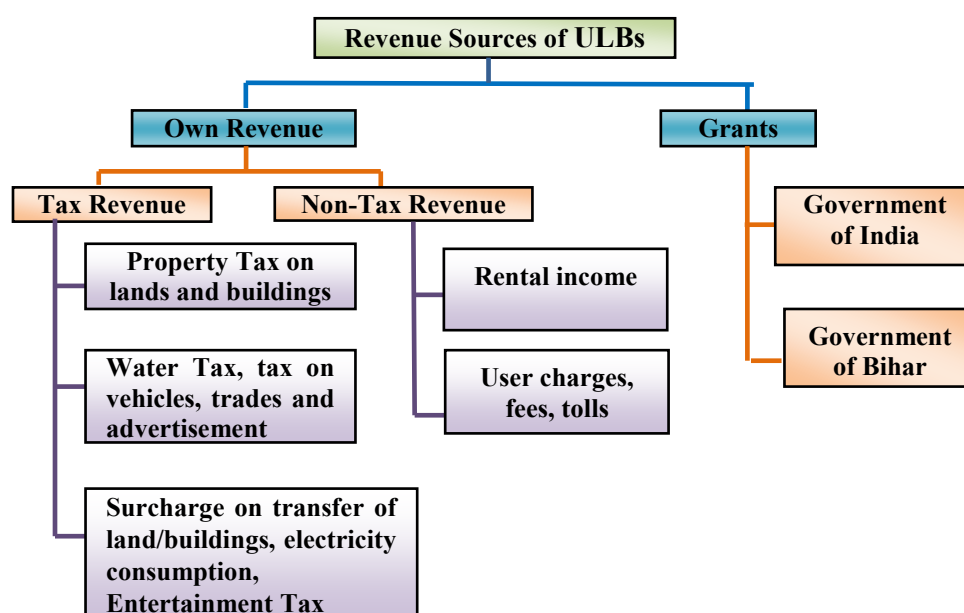 Revenue Sources of ULBs
Own Revenue
Grants
Tax Revenue
Non-Tax Revenue
Government
of India
Property Tax on
lands and buildings
Rental income
Government
of Bihar
Water Tax, tax on
vehicles, trades and
advertisement
User charges,
fees, tolls
Surcharge on transfer of
land/buildings, electricity
consumption,
Entertainment Tax